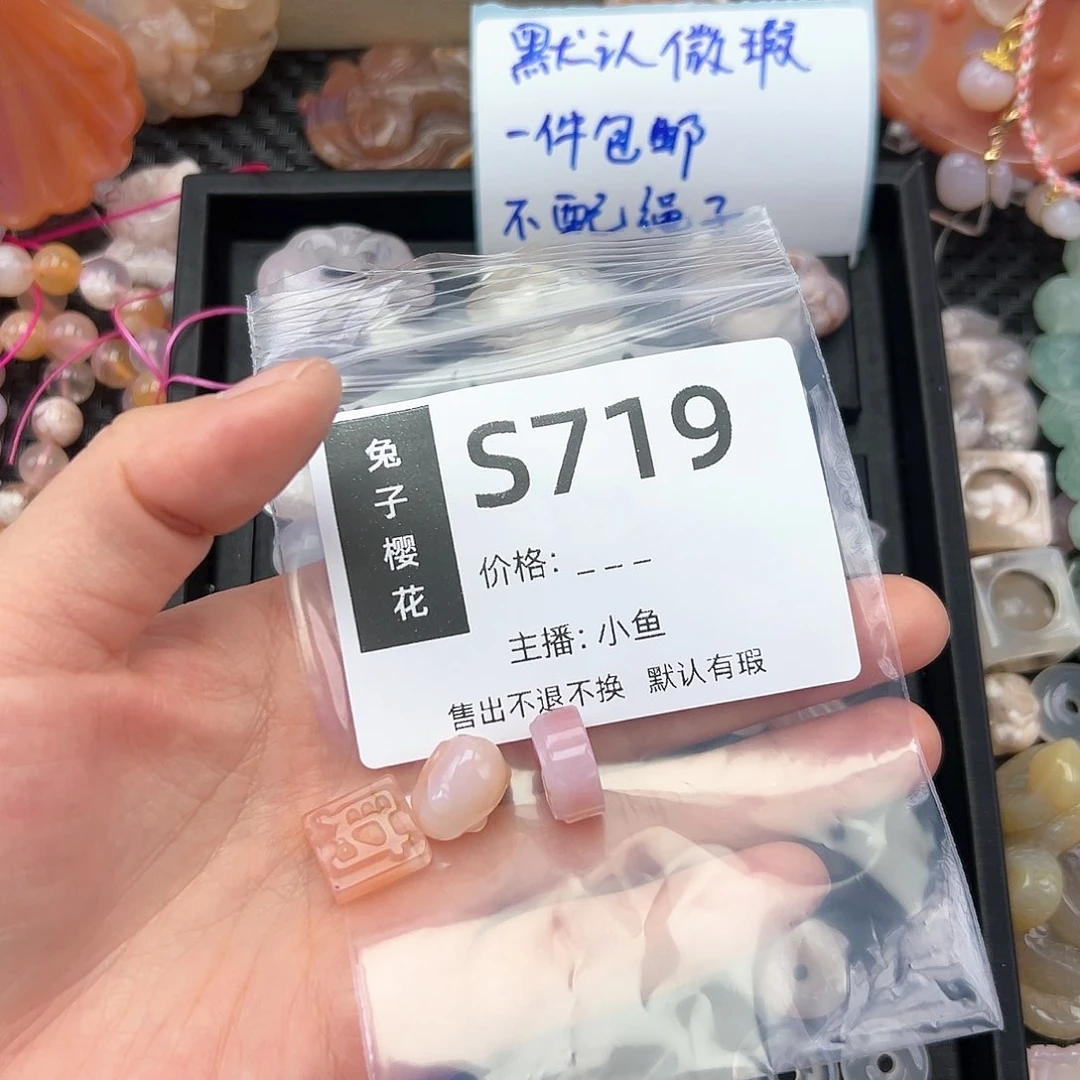 默认微瑕
一件包邮
不配绳子
兔子樱花
S719
价格: _ _ _
主播: 小鱼
售出不退不换 默认有瑕